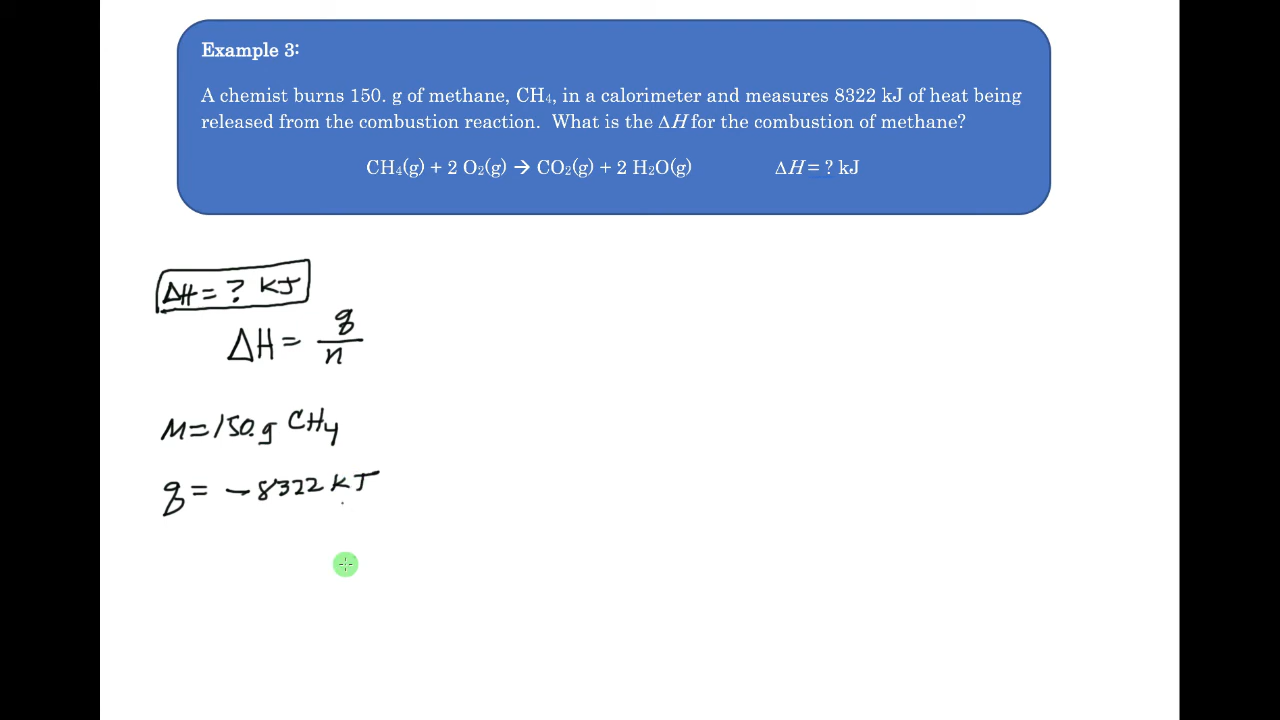 Example 3:
A chemist burns 150. g of methane, CH₄, in a calorimeter and measures 8322 kJ of heat being
released from the combustion reaction.  What is the ΔH for the combustion of methane?
CH₄(g) + 2 O₂(g) → CO₂(g) + 2 H₂O(g) ΔH = ? kJ
ΔH = ? kJ
ΔH = q/n
M = 150. g CH₄
q = -8322 kJ